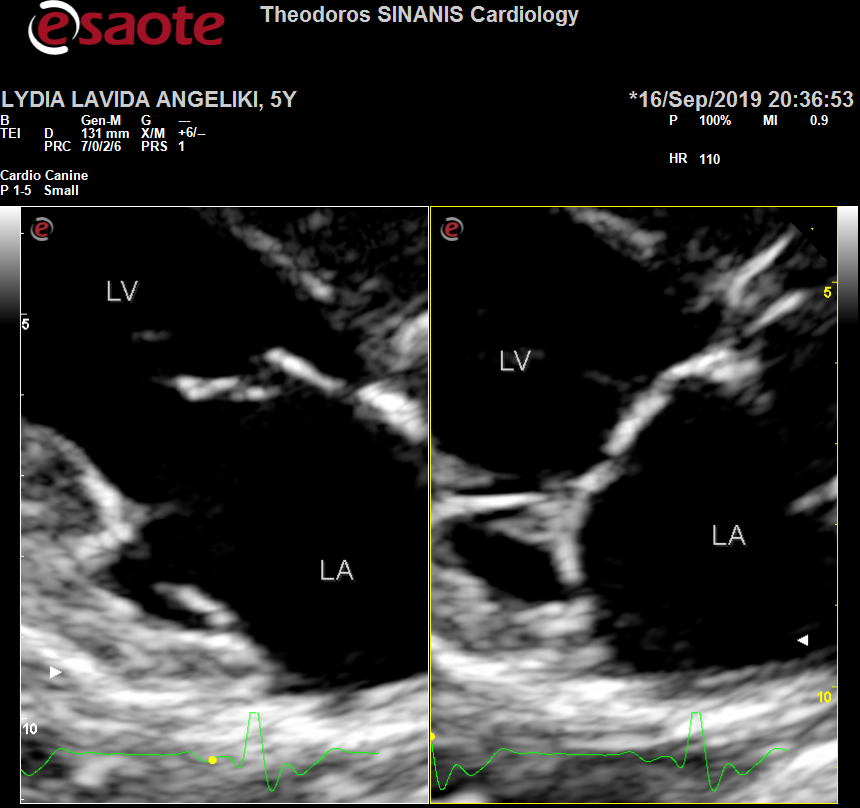 esaote
Theodoros SINANIS Cardiology
LYDIA LAVIDA ANGELIKI, 5Y
*16/Sep/2019 20:36:53
B Gen-M G ---
TEI D 131 mm X/M +6/--
PRC 7/0/2/6 PRS 1
P 100% MI 0.9
HR 110
Cardio Canine
P 1-5 Small
e
LV
5
LA
10
e
LV
5
LA
10